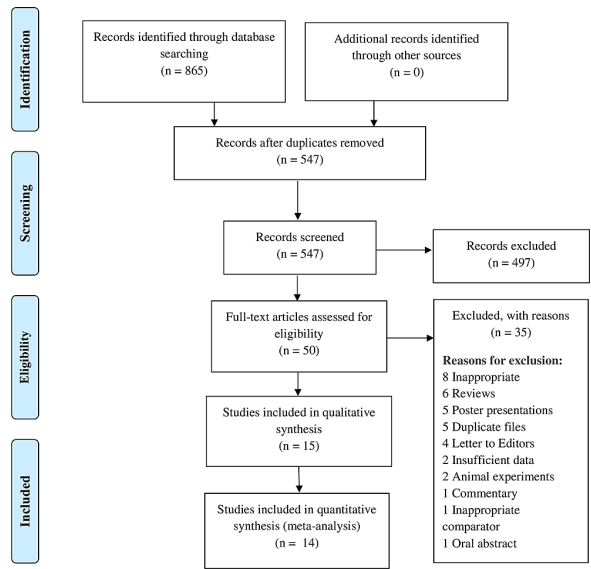 Identification
Records identified through database
searching
(n = 865)
Additional records identified
through other sources
(n = 0)
Records after duplicates removed
(n = 547)
Screening
Records screened
(n = 547)
Records excluded
(n = 497)
Eligibility
Full-text articles assessed for
eligibility
(n = 50)
Excluded, with reasons
(n = 35)
Reasons for exclusion:
8 Inappropriate
6 Reviews
5 Poster presentations
5 Duplicate files
4 Letter to Editors
2 Insufficient data
2 Animal experiments
1 Commentary
1 Inappropriate
comparator
1 Oral abstract
Studies included in qualitative
synthesis
(n = 15)
Included
Studies included in quantitative
synthesis (meta-analysis)
(n = 14)